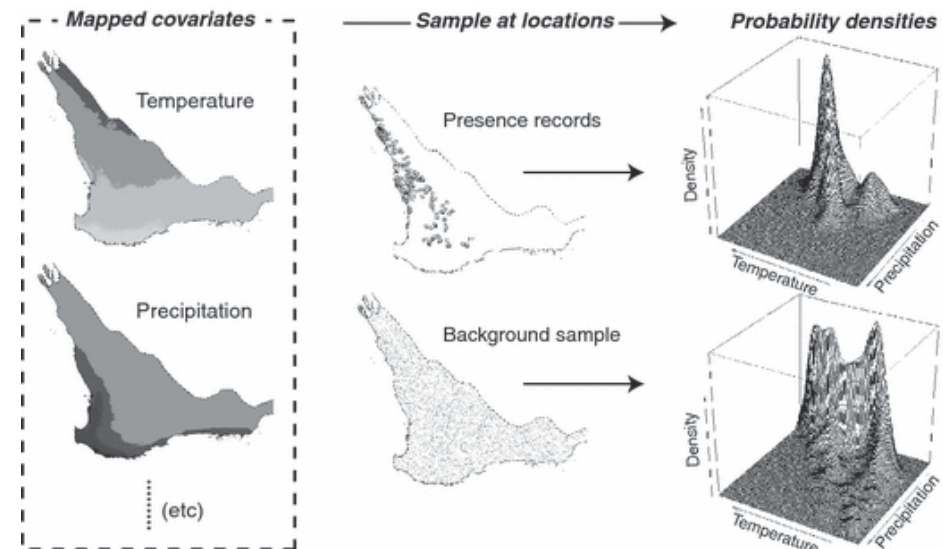 Mapped covariates
Sample at locations
Probability densities
Temperature
Presence records
Density
Temperature
Precipitation
Precipitation
Background sample
Density
Temperature
Precipitation
(etc)